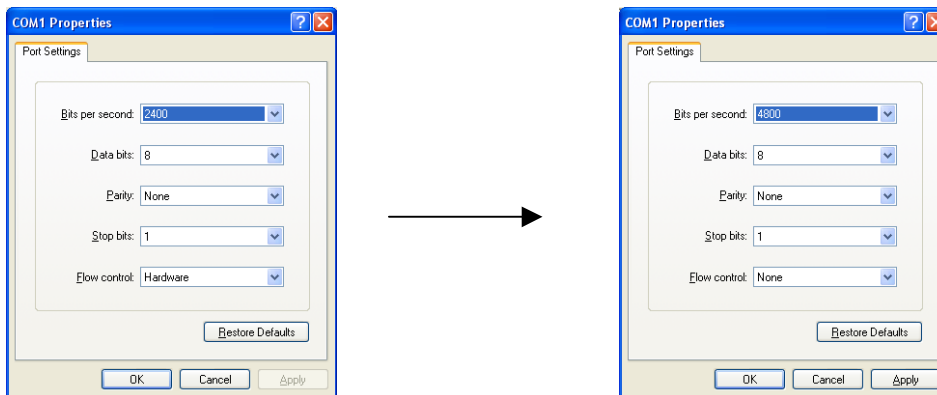 COM1 Properties
Port Settings
Bits per second: 2400
Data bits: 8
Parity: None
Stop bits: 1
Flow control: Hardware
Restore Defaults
OK Cancel Apply
COM1 Properties
Port Settings
Bits per second: 4800
Data bits: 8
Parity: None
Stop bits: 1
Flow control: None
Restore Defaults
OK Cancel Apply